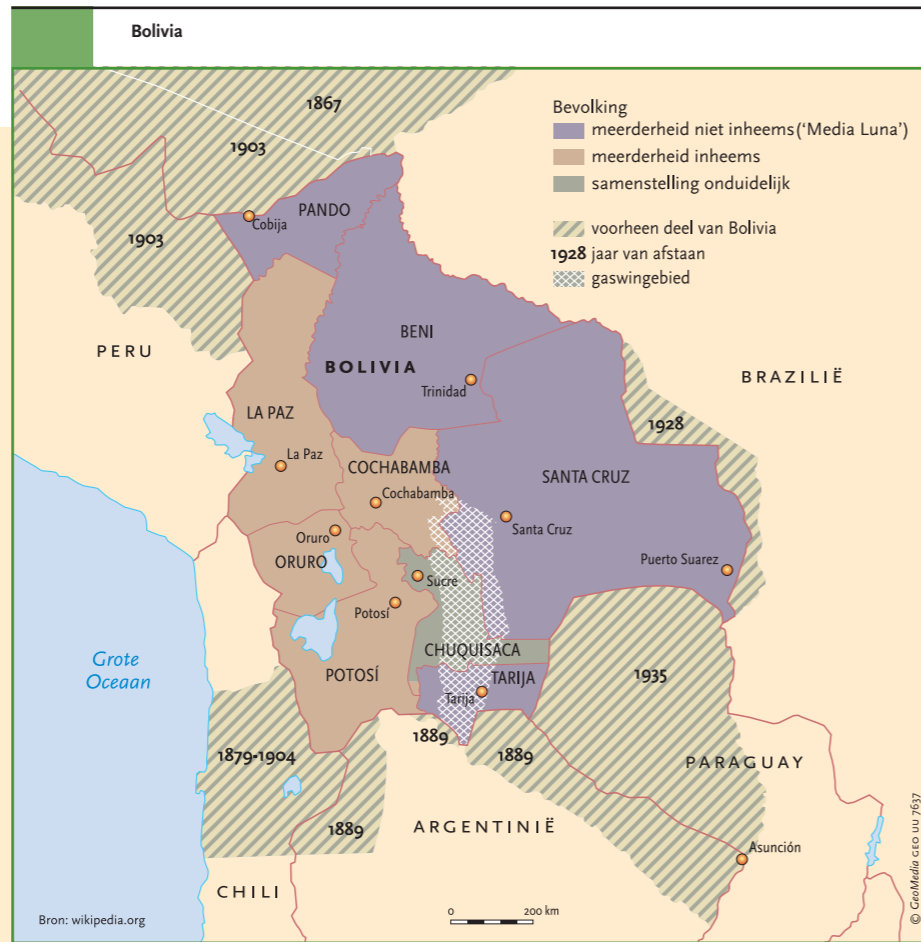 Bolivia
Bevolking
meerderheid niet inheems ('Media Luna')
meerderheid inheems
samenstelling onduidelijk
voorheen deel van Bolivia
1928 jaar van afstaan
gaswingebied
1867
1903
PANDO
Cobija
1903
PERU
BENI
BOLIVIA
Trinidad
BRAZILIË
1928
LA PAZ
La Paz
COCHABAMBA
Cochabamba
SANTA CRUZ
Santa Cruz
Oruro
ORURO
Puerto Suarez
Sucre
Potosí
CHUQUISACA
Grote
Oceaan
POTOSÍ
TARIJA
Tarija
1935
1879-1904
1889
1889
PARAGUAY
1889
ARGENTINIË
Asunción
CHILI
Bron: wikipedia.org
0 200 km
© GeoMedia GEO UU 7637